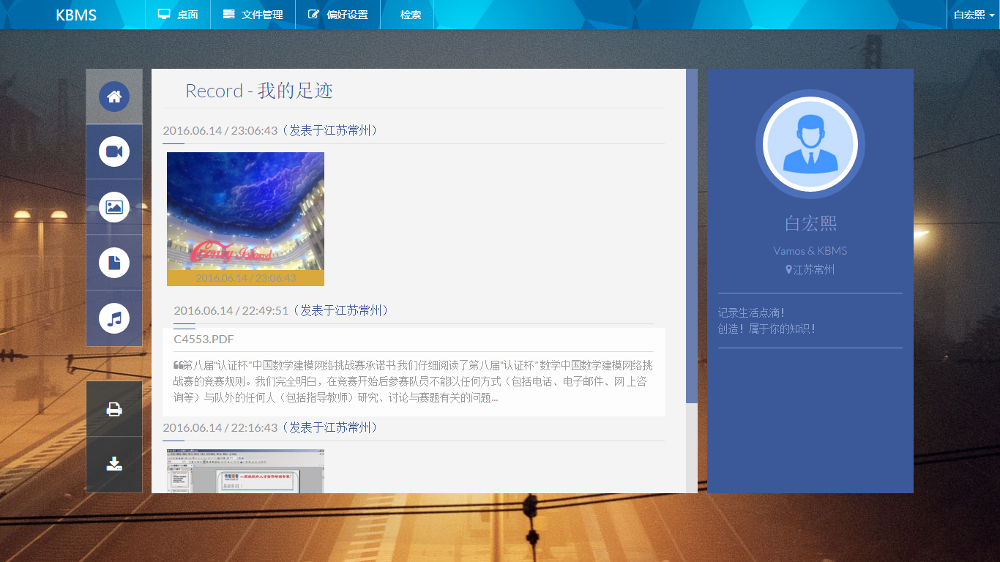 KBMS 桌面 文件管理 偏好设置 检索 白宏熙
Record - 我的足迹
2016.06.14 / 23:06:43（发表于江苏常州）
2016.06.14 / 23:06:43
2016.06.14 / 22:49:51（发表于江苏常州）
C4553.PDF
第八届“认证杯”中国数学建模网络挑战赛承诺书我们仔细阅读了第八届“认证杯”数学中国数学建模网络挑
战赛的竞赛规则。我们完全明白，在竞赛开始后参赛队员不能以任何方式（包括电话、电子邮件、网上咨
询等）与队外的任何人（包括指导教师）研究、讨论与赛题有关的问题...
2016.06.14 / 22:16:43（发表于江苏常州）
白宏熙
Vamos & KBMS
江苏常州
记录生活点滴！
创造！属于你的知识！